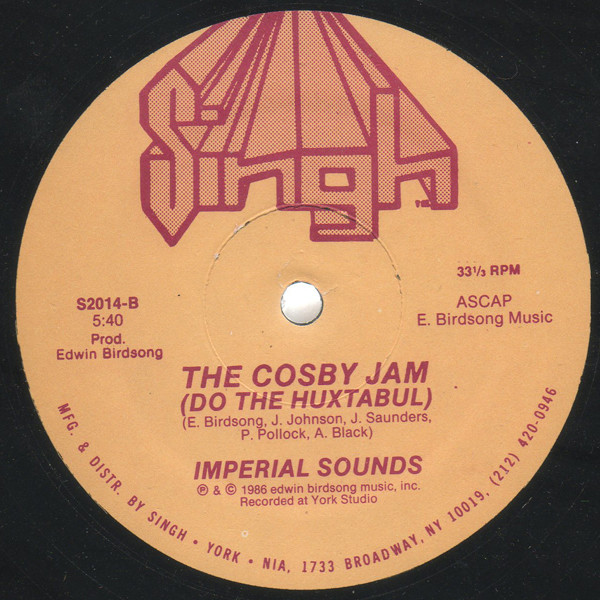 Singh
S2014-B
5:40
Prod.
Edwin Birdsong
33⅓ RPM
ASCAP
E. Birdsong Music
THE COSBY JAM
(DO THE HUXTABUL)
(E. Birdsong, J. Johnson, J. Saunders,
P. Pollock, A. Black)
IMPERIAL SOUNDS
℗ & © 1986 edwin birdsong music, inc.
Recorded at York Studio
MFG. & DISTR. BY SINGH • YORK • NIA, 1733 BROADWAY, NY 10019, (212) 420-0946